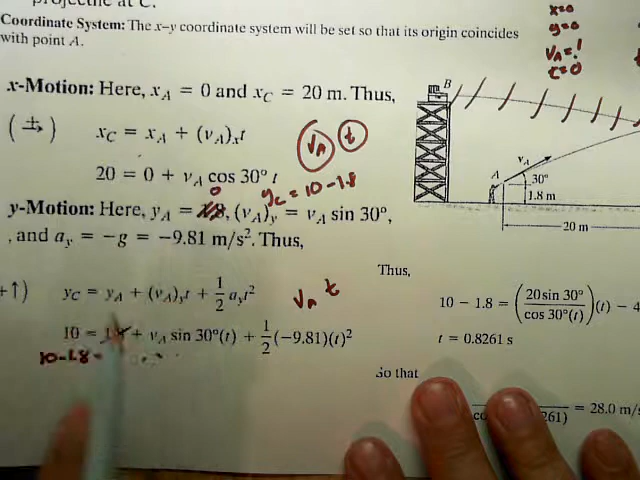 projectile at C.
Coordinate System: The x–y coordinate system will be set so that its origin coincides
with point A.
x=0
y=0
VA=?
t=0
x-Motion: Here, xA = 0 and xC = 20 m. Thus,
(+→) xC = xA + (vA)xt
VA t
20 = 0 + vA cos 30° t
0 yC = 10-1.8
y-Motion: Here, yA = 1.8, (vA)y = vA sin 30°,
, and ay = −g = −9.81 m/s². Thus,
+↑) yC = yA + (vA)yt + 1/2 ayt²
VA t
10 = 1.8 + vA sin 30°(t) + 1/2(−9.81)(t)²
10-1.8 =
B
A
vA
30°
1.8 m
20 m
Thus,
10 − 1.8 = (20 sin 30° / cos 30°(t))(t) − 4
t = 0.8261 s
So that
261) = 28.0 m/